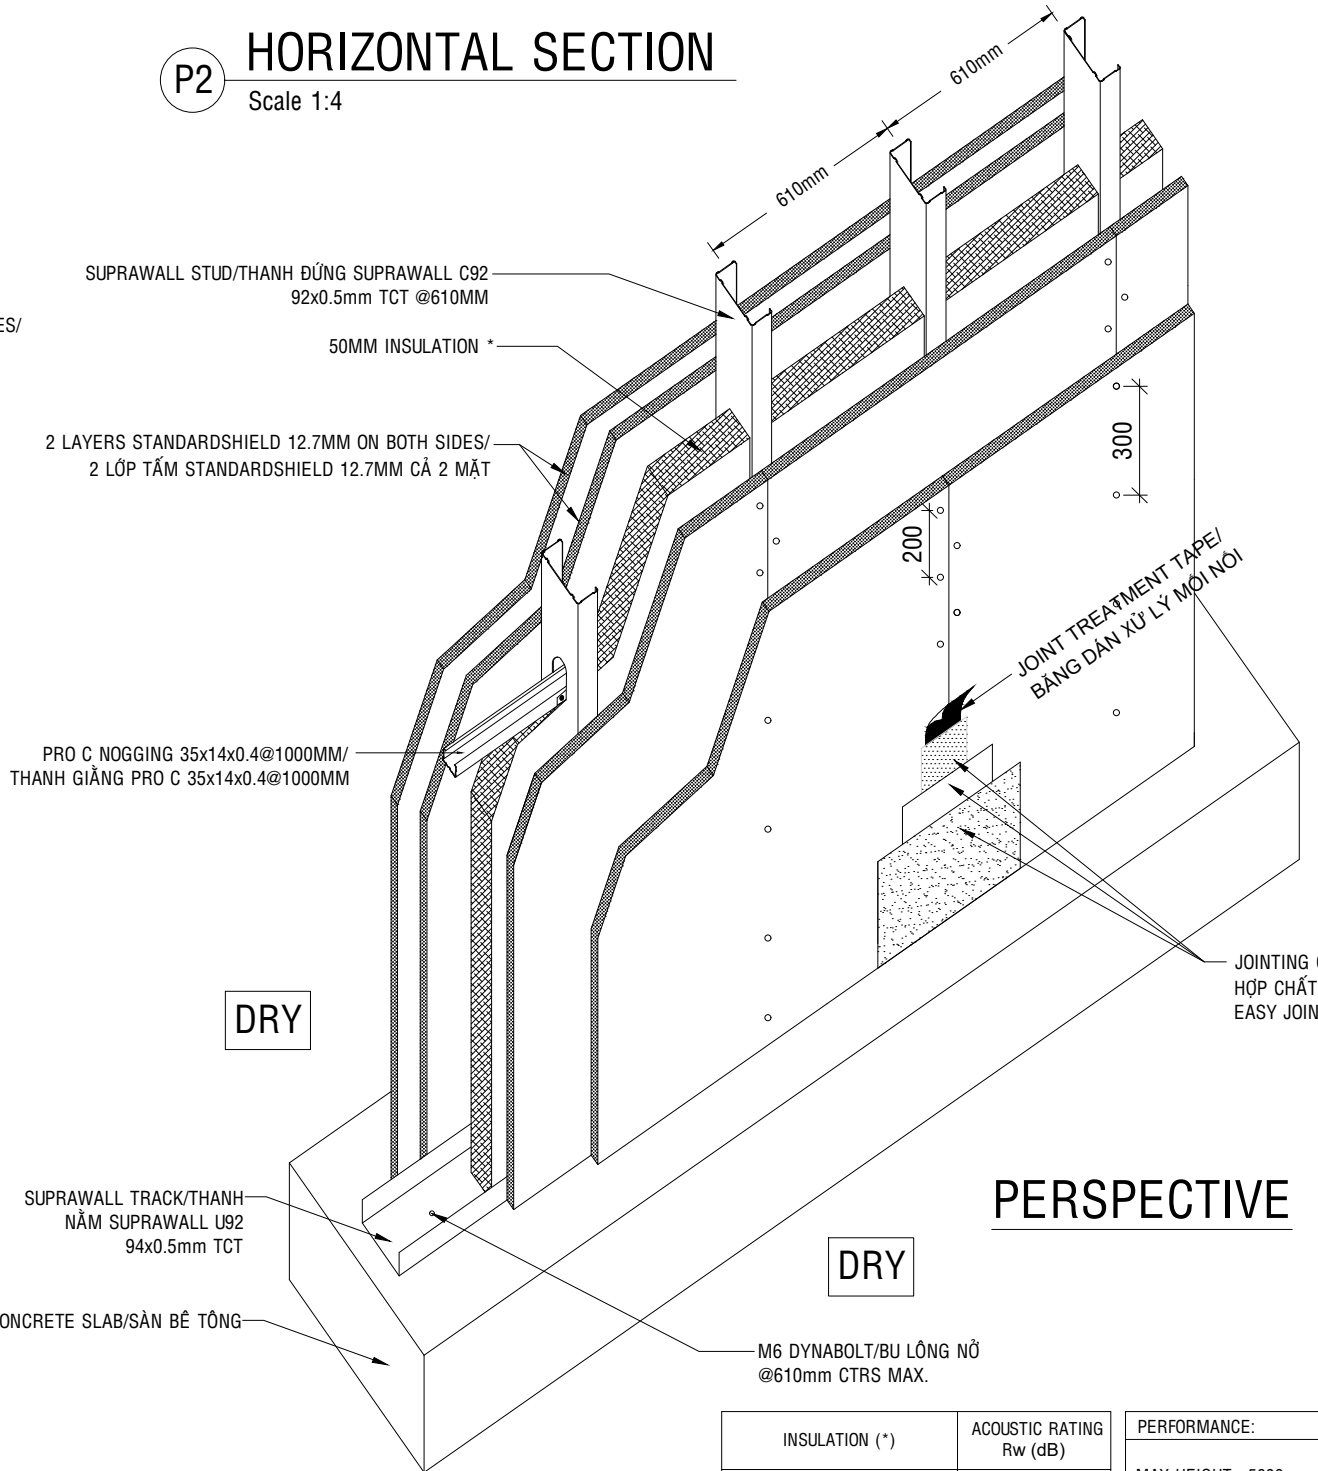 P2
HORIZONTAL SECTION
Scale 1:4
610mm
610mm
SUPRAWALL STUD/THANH ĐỨNG SUPRAWALL C92
92x0.5mm TCT @610MM
50MM INSULATION *
2 LAYERS STANDARDSHIELD 12.7MM ON BOTH SIDES/
2 LỚP TẤM STANDARDSHIELD 12.7MM CẢ 2 MẶT
300
200
JOINT TREATMENT TAPE/
BĂNG DÁN XỬ LÝ MỐI NỐI
PRO C NOGGING 35x14x0.4@1000MM/
THANH GIẰNG PRO C 35x14x0.4@1000MM
JOINTING
HỢP CHẤT
EASY JOIN
DRY
SUPRAWALL TRACK/THANH
NẰM SUPRAWALL U92
94x0.5mm TCT
PERSPECTIVE
DRY
ONCRETE SLAB/SÀN BÊ TÔNG
M6 DYNABOLT/BU LÔNG NỞ
@610mm CTRS MAX.
INSULATION (*)
ACOUSTIC RATING
Rw (dB)
PERFORMANCE: